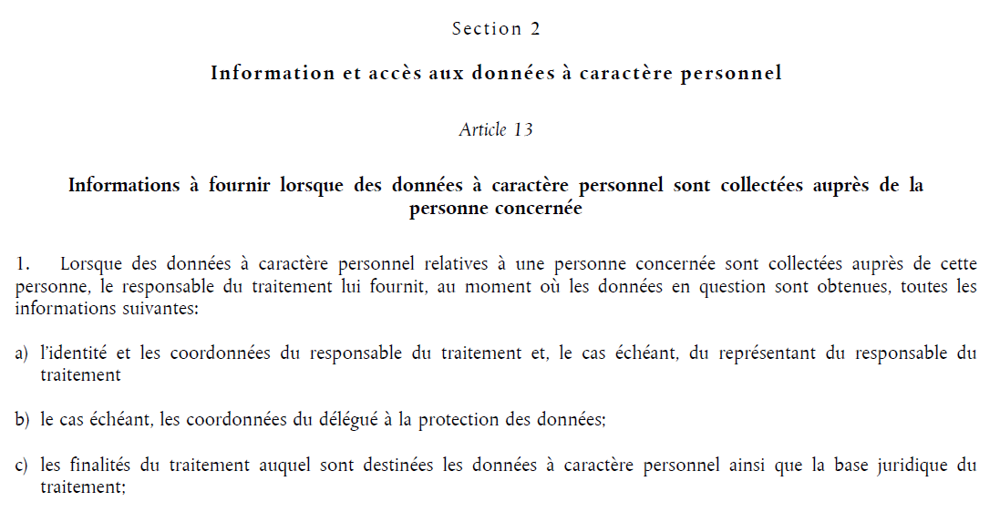 Section 2
Information et accès aux données à caractère personnel
Article 13
Informations à fournir lorsque des données à caractère personnel sont collectées auprès de la
personne concernée
1. Lorsque des données à caractère personnel relatives à une personne concernée sont collectées auprès de cette
personne, le responsable du traitement lui fournit, au moment où les données en question sont obtenues, toutes les
informations suivantes:
a) l'identité et les coordonnées du responsable du traitement et, le cas échéant, du représentant du responsable du
traitement
b) le cas échéant, les coordonnées du délégué à la protection des données;
c) les finalités du traitement auquel sont destinées les données à caractère personnel ainsi que la base juridique du
traitement;